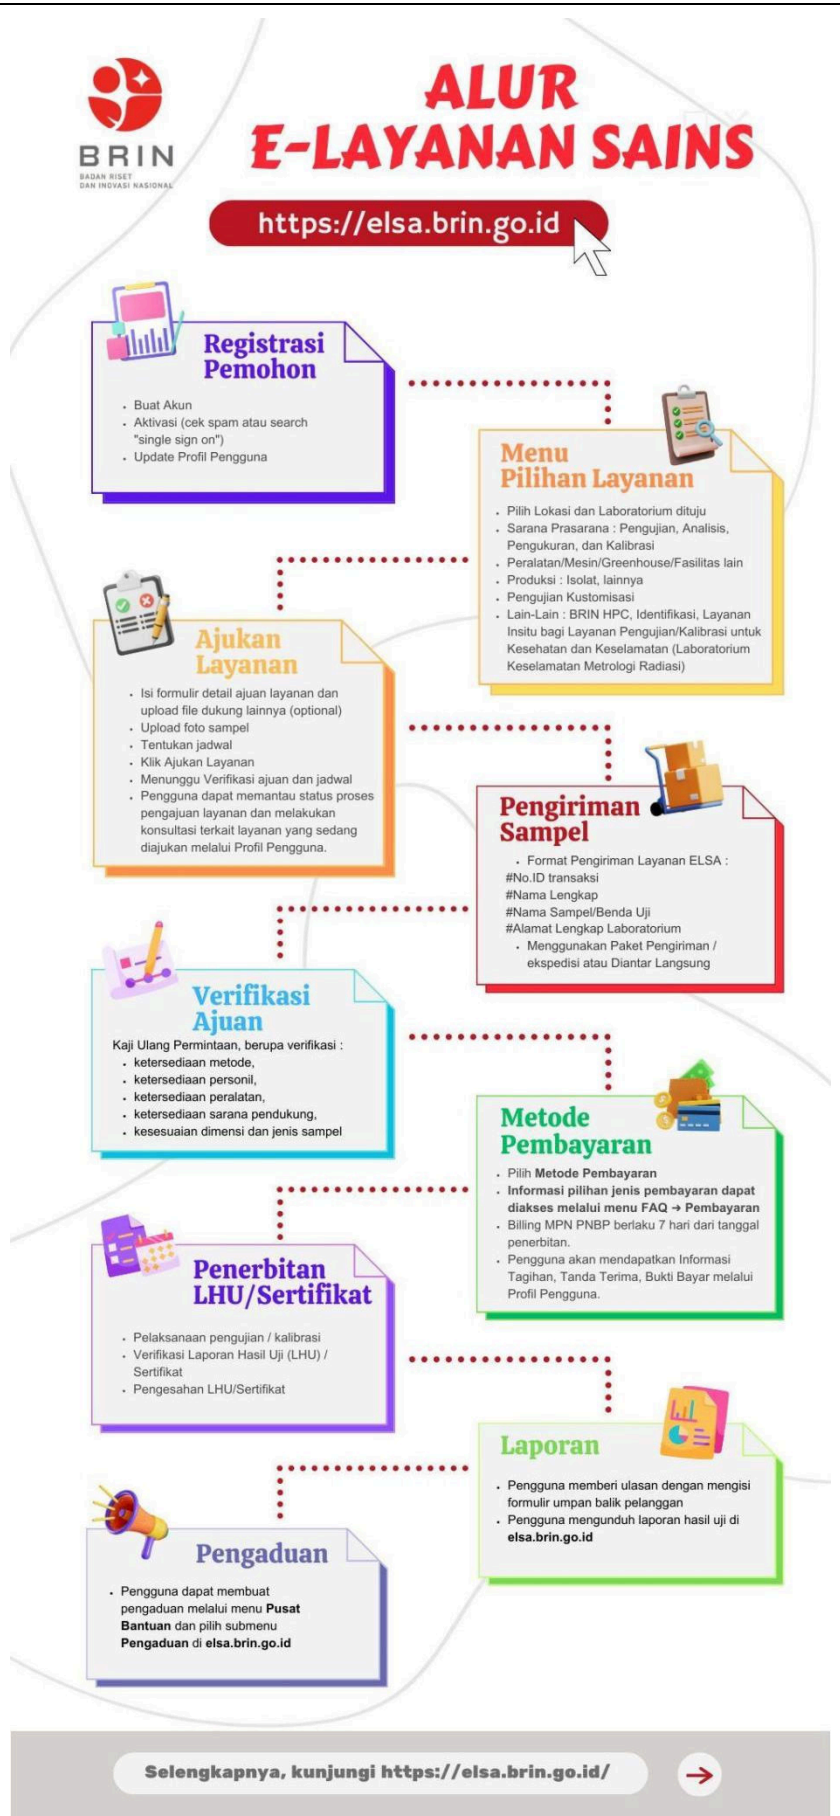 BRIN
BADAN RISET
DAN INOVASI NASIONAL
ALUR
E-LAYANAN SAINS
https://elsa.brin.go.id
Registrasi
Pemohon
• Buat Akun
• Aktivasi (cek spam atau search
"single sign on")
• Update Profil Pengguna
Menu
Pilihan Layanan
• Pilih Lokasi dan Laboratorium dituju
• Sarana Prasarana : Pengujian, Analisis,
Pengukuran, dan Kalibrasi
• Peralatan/Mesin/Greenhouse/Fasilitas lain
• Produksi : Isolat, lainnya
• Pengujian Kustomisasi
• Lain-Lain : BRIN HPC, Identifikasi, Layanan
Insitu bagi Layanan Pengujian/Kalibrasi untuk
Kesehatan dan Keselamatan (Laboratorium
Keselamatan Metrologi Radiasi)
Ajukan
Layanan
• Isi formulir detail ajuan layanan dan
upload file dukung lainnya (optional)
• Upload foto sampel
• Tentukan jadwal
• Klik Ajukan Layanan
• Menunggu Verifikasi ajuan dan jadwal
• Pengguna dapat memantau status proses
pengajuan layanan dan melakukan
konsultasi terkait layanan yang sedang
diajukan melalui Profil Pengguna.
Pengiriman
Sampel
• Format Pengiriman Layanan ELSA :
#No.ID transaksi
#Nama Lengkap
#Nama Sampel/Benda Uji
#Alamat Lengkap Laboratorium
• Menggunakan Paket Pengiriman /
ekspedisi atau Diantar Langsung
Verifikasi
Ajuan
Kaji Ulang Permintaan, berupa verifikasi :
• ketersediaan metode,
• ketersediaan personil,
• ketersediaan peralatan,
• ketersediaan sarana pendukung,
• kesesuaian dimensi dan jenis sampel
Metode
Pembayaran
• Pilih Metode Pembayaran
• Informasi pilihan jenis pembayaran dapat
diakses melalui menu FAQ → Pembayaran
• Billing MPN PNBP berlaku 7 hari dari tanggal
penerbitan.
• Pengguna akan mendapatkan Informasi
Tagihan, Tanda Terima, Bukti Bayar melalui
Profil Pengguna.
Penerbitan
LHU/Sertifikat
• Pelaksanaan pengujian / kalibrasi
• Verifikasi Laporan Hasil Uji (LHU) /
Sertifikat
• Pengesahan LHU/Sertifikat
Laporan
• Pengguna memberi ulasan dengan mengisi
formulir umpan balik pelanggan
• Pengguna mengunduh laporan hasil uji di
elsa.brin.go.id
Pengaduan
• Pengguna dapat membuat
pengaduan melalui menu Pusat
Bantuan dan pilih submenu
Pengaduan di elsa.brin.go.id
Selengkapnya, kunjungi https://elsa.brin.go.id/